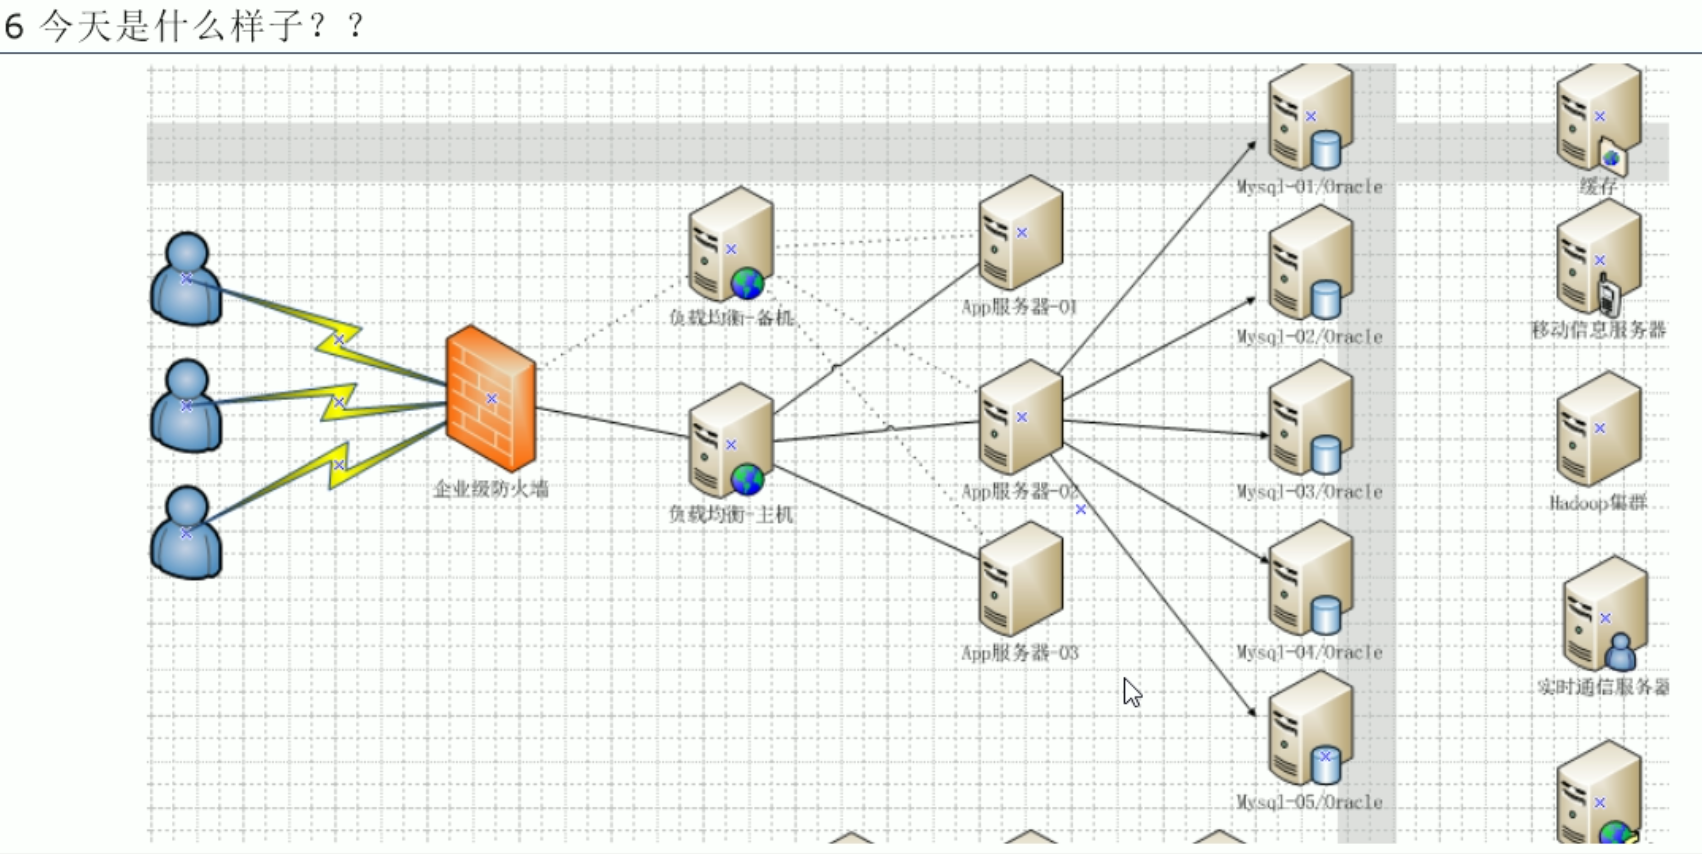 6 今天是什么样子？？
Mysql-01/Oracle
缓存
负载均衡-备机
App服务器-01
Mysql-02/Oracle
移动信息服务器
企业级防火墙
负载均衡-主机
App服务器-02
Mysql-03/Oracle
Hadoop集群
App服务器-03
Mysql-04/Oracle
实时通信服务器
Mysql-05/Oracle